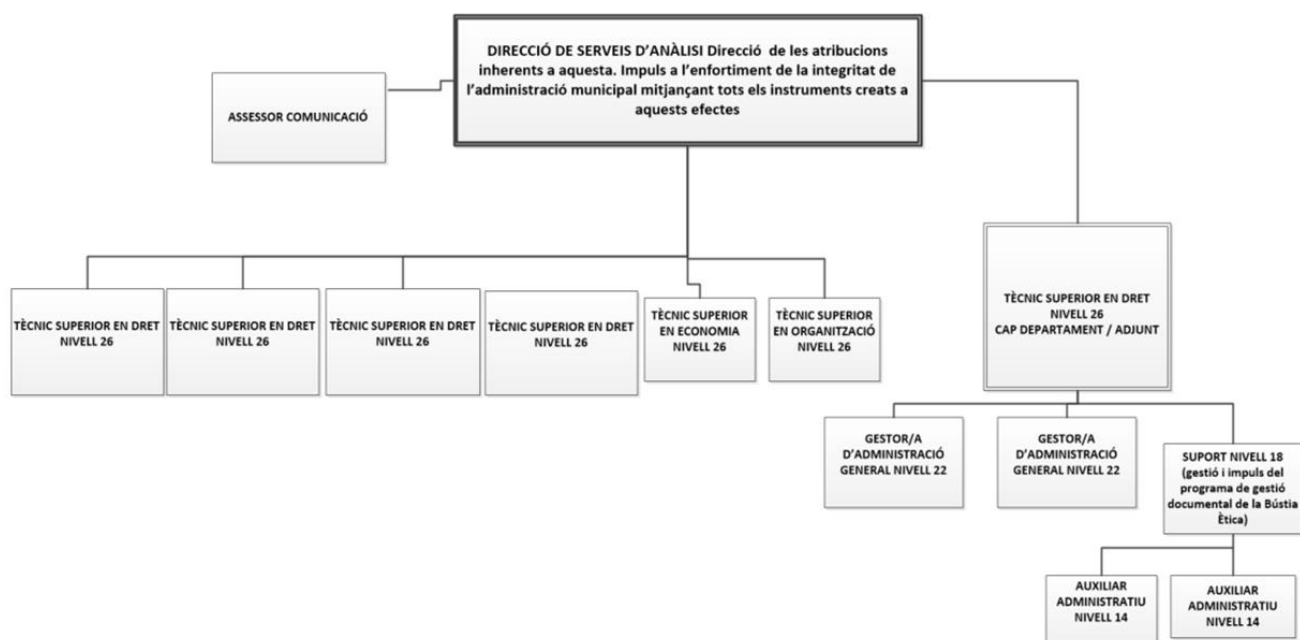 DIRECCIÓ DE SERVEIS D'ANÀLISI Direcció de les atribucions
inherents a aquesta. Impuls a l'enfortiment de la integritat de
l'administració municipal mitjançant tots els instruments creats a
aquests efectes
ASSESSOR COMUNICACIÓ
TÈCNIC SUPERIOR EN DRET
NIVELL 26
TÈCNIC SUPERIOR EN DRET
NIVELL 26
TÈCNIC SUPERIOR EN DRET
NIVELL 26
TÈCNIC SUPERIOR EN DRET
NIVELL 26
TÈCNIC SUPERIOR
EN ECONOMIA
NIVELL 26
TÈCNIC SUPERIOR
EN ORGANITZACIÓ
NIVELL 26
TÈCNIC SUPERIOR EN DRET
NIVELL 26
CAP DEPARTAMENT / ADJUNT
GESTOR/A
D'ADMINISTRACIÓ
GENERAL NIVELL 22
GESTOR/A
D'ADMINISTRACIÓ
GENERAL NIVELL 22
SUPORT NIVELL 18
(gestió i impuls del
programa de gestió
documental de la Bústia
Ètica)
AUXILIAR
ADMINISTRATIU
NIVELL 14
AUXILIAR
ADMINISTRATIU
NIVELL 14